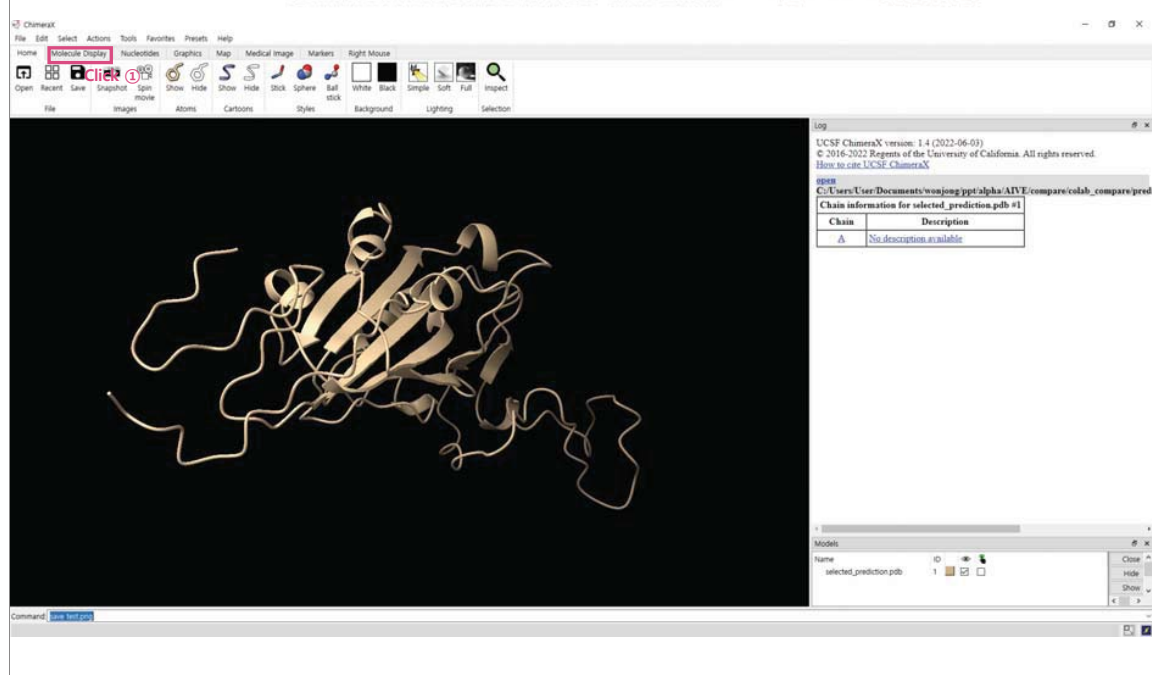 ChimeraX
File Edit Select Actions Tools Favorites Presets Help
Home Molecule Display Nucleotides Graphics Map Medical Image Markers Right Mouse
Click ①
Open Recent Save Snapshot Spin movie Show Hide Show Hide Stick Sphere Ball stick White Black Simple Soft Full Inspect
File Images Atoms Cartoons Styles Background Lighting Selection
Log
UCSF ChimeraX version: 1.4 (2022-06-03)
© 2016-2022 Regents of the University of California. All rights reserved.
How to cite UCSF ChimeraX
open
C:/Users/User/Documents/wonjong/ppt/alpha/AIVE/compare/colab_compare/pred
Chain information for selected_prediction.pdb #1
Chain Description
A No description available
Models
Name ID
selected_prediction.pdb 1
Close
Hide
Show
Command: save test.png